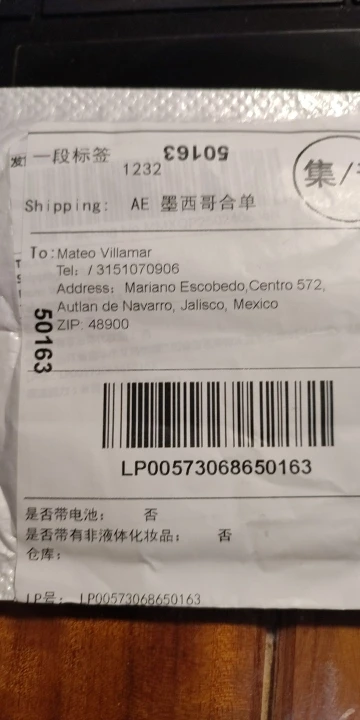 一段标签 50163
1232
集/
Shipping: AE 墨西哥合单
To: Mateo Villamar
Tel: / 3151070906
Address: Mariano Escobedo,Centro 572,
Autlan de Navarro, Jalisco, Mexico
ZIP: 48900
50163
LP00573068650163
是否带电池： 否
是否带有非液体化妆品： 否
仓库：
LP号： LP00573068650163